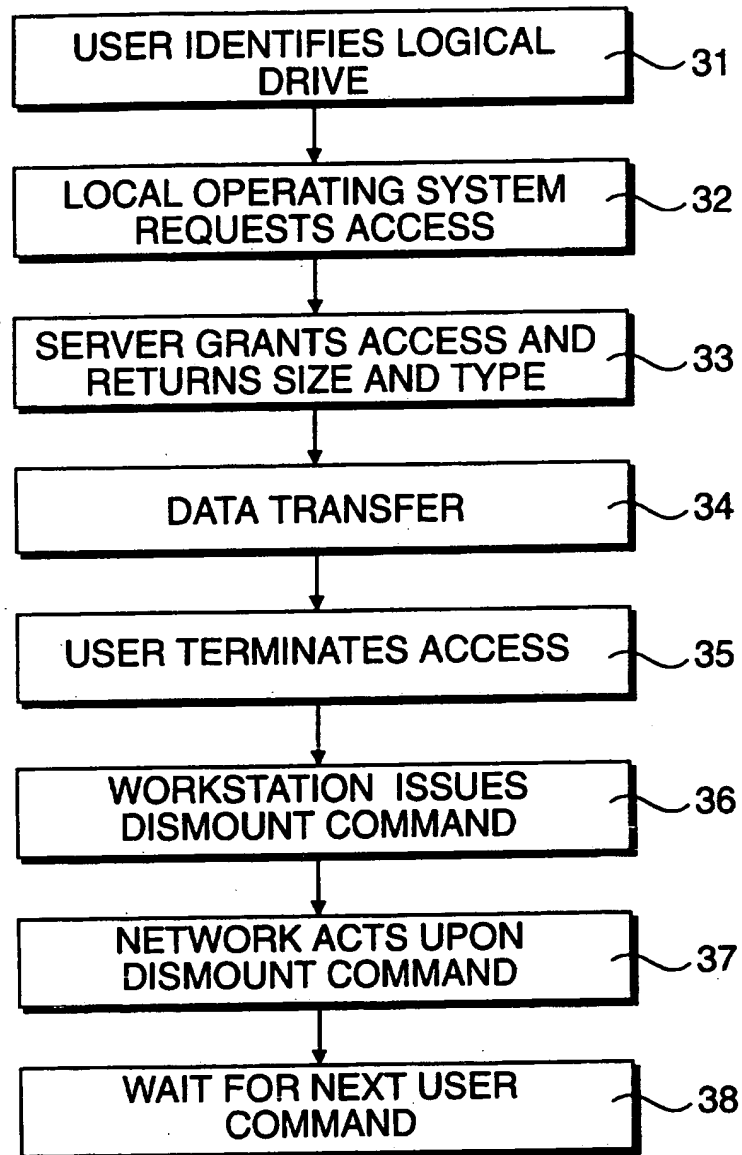 USER IDENTIFIES LOGICAL
DRIVE
31
LOCAL OPERATING SYSTEM
REQUESTS ACCESS
32
SERVER GRANTS ACCESS AND
RETURNS SIZE AND TYPE
33
DATA TRANSFER
34
USER TERMINATES ACCESS
35
WORKSTATION ISSUES
DISMOUNT COMMAND
36
NETWORK ACTS UPON
DISMOUNT COMMAND
37
WAIT FOR NEXT USER
COMMAND
38